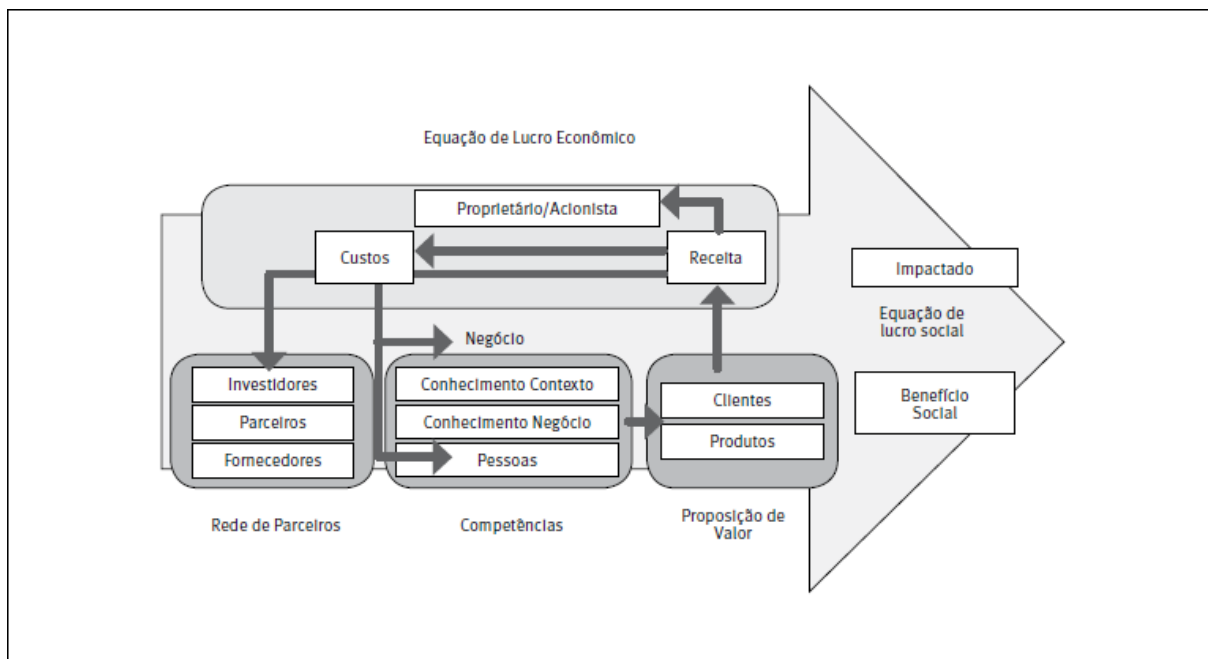 Equação de Lucro Econômico
Proprietário/Acionista
Custos
Receita
Impactado
Equação de
lucro social
Negócio
Investidores
Parceiros
Fornecedores
Conhecimento Contexto
Conhecimento Negócio
Pessoas
Clientes
Produtos
Benefício
Social
Rede de Parceiros
Competências
Proposição de
Valor